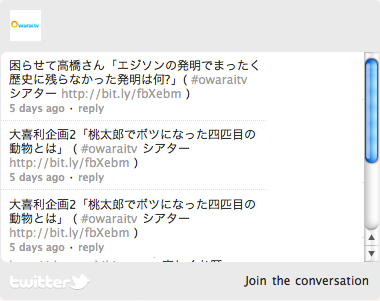 owaraitv
困らせて高橋さん「エジソンの発明でまったく
歴史に残らなかった発明は何?」( #owaraitv
シアター http://bit.ly/fbXebm )
5 days ago · reply
大喜利企画2「桃太郎でボツになった四匹目の
動物とは」 ( #owaraitv シアター
http://bit.ly/fbXebm )
5 days ago · reply
大喜利企画2「桃太郎でボツになった四匹目の
動物とは」 ( #owaraitv シアター
http://bit.ly/fbXebm )
5 days ago · reply
twitter
Join the conversation